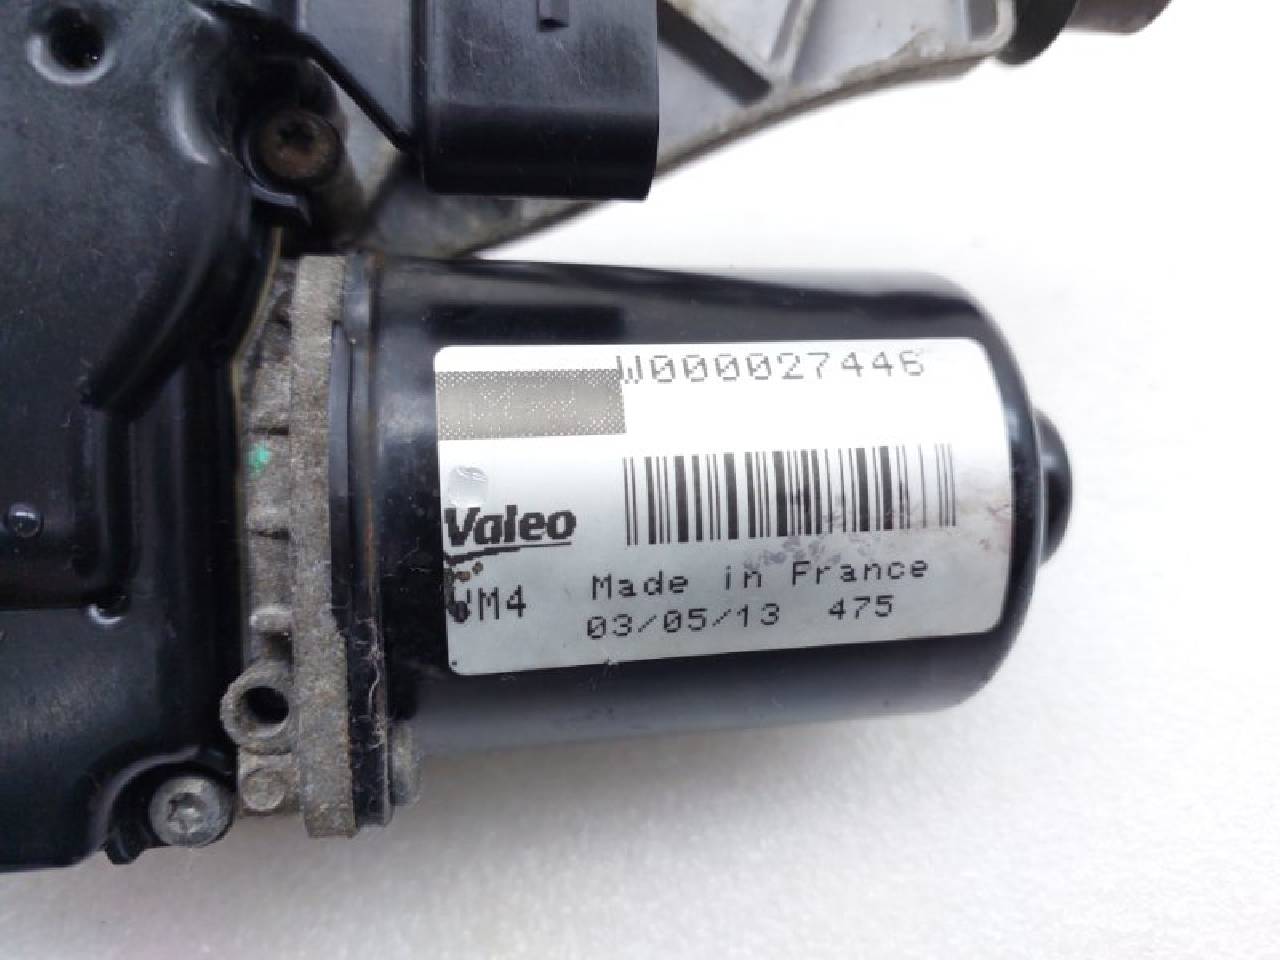 W000027446
Valeo
WM4
Made in France
03/05/13 475